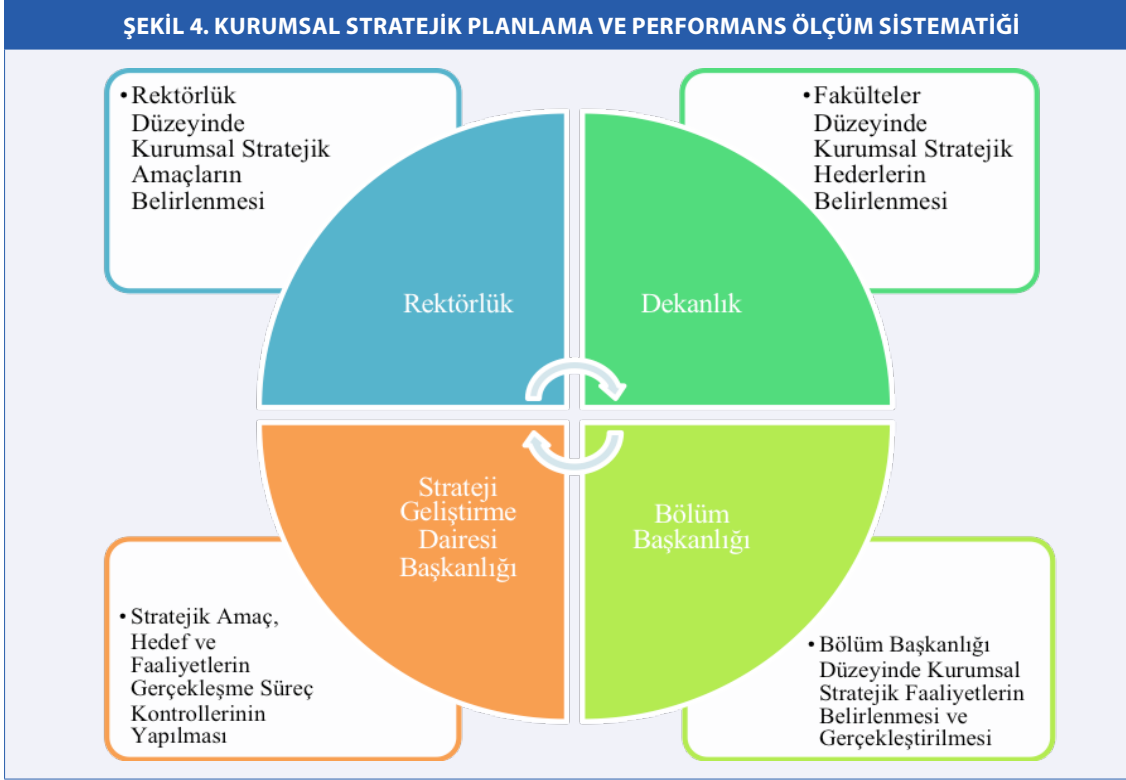 ŞEKİL 4. KURUMSAL STRATEJİK PLANLAMA VE PERFORMANS ÖLÇÜM SİSTEMATİĞİ
• Rektörlük
Düzeyinde
Kurumsal Stratejik
Amaçların
Belirlenmesi
• Fakülteler
Düzeyinde
Kurumsal Stratejik
Hederlerin
Belirlenmesi
Rektörlük
Dekanlık
Strateji
Geliştirme
Dairesi
Başkanlığı
Bölüm
Başkanlığı
• Stratejik Amaç,
Hedef ve
Faaliyetlerin
Gerçekleşme Süreç
Kontrollerinin
Yapılması
• Bölüm Başkanlığı
Düzeyinde Kurumsal
Stratejik Faaliyetlerin
Belirlenmesi ve
Gerçekleştirilmesi